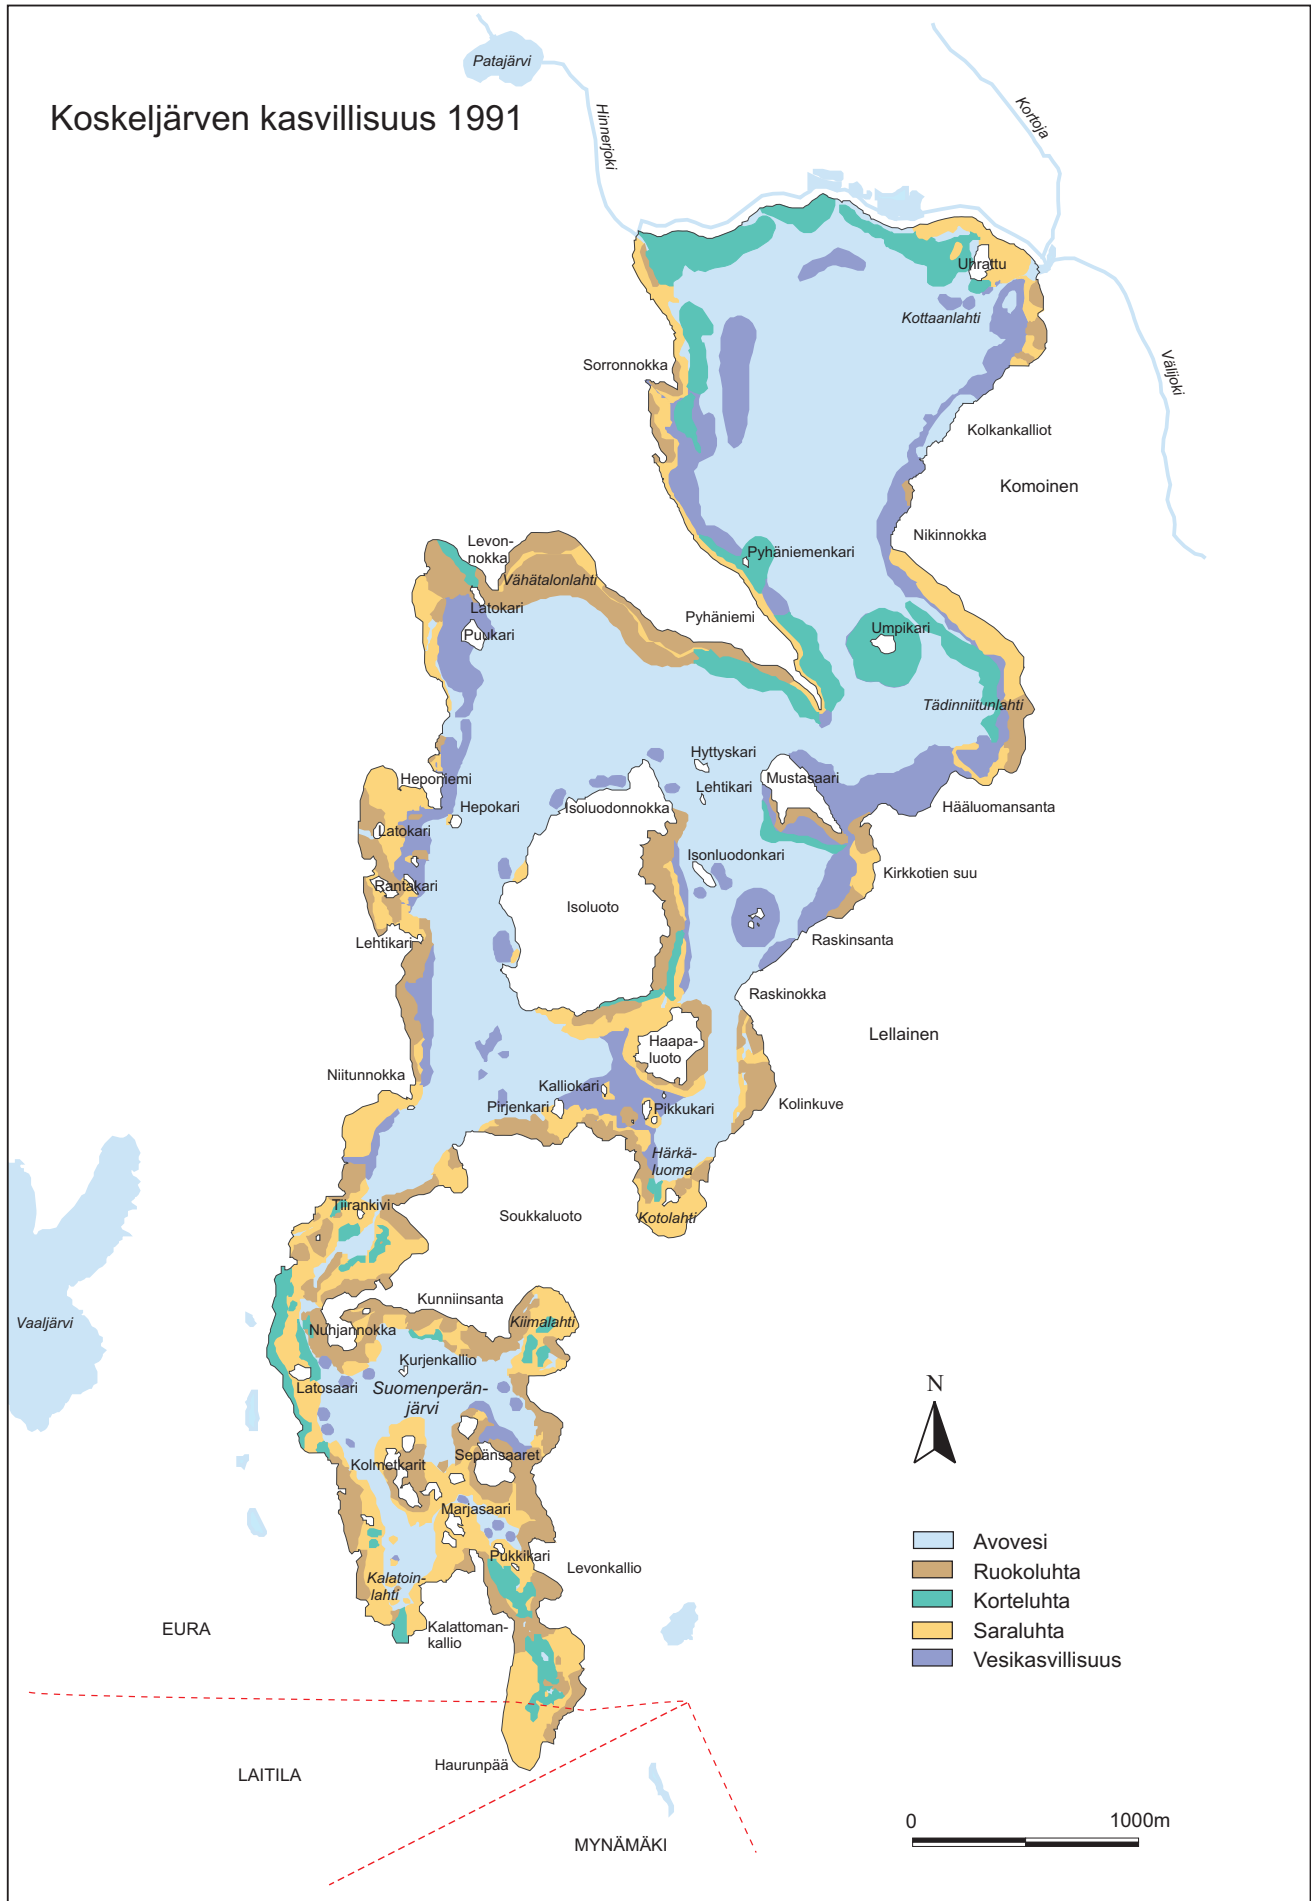 Patajärvi
Koskeljärven kasvillisuus 1991
Hinnerjoki
Kortoja
Uhrattu
Kottaanlahti
Välijoki
Sorronnokka
Kolkankalliot
Komoinen
Nikinnokka
Levon-
nokka
Vähätalonlahti
Pyhäniemenkari
Latokari
Pyhäniemi
Puukari
Umpikari
Tädinniitunlahti
Hyttyskari
Heponiemi
Mustasaari
Lehtikari
Hepokari
Isoluodonnokka
Hääluomansanta
Latokari
Isonluodonkari
Kirkkotien suu
Rantakari
Isoluoto
Lehtikari
Raskinsanta
Raskinokka
Lellainen
Haapa-
luoto
Niitunnokka
Kalliokari
Pirjenkari
Pikkukari
Kolinkuve
Härkä-
luoma
Tiirankivi
Soukkaluoto
Kotolahti
Kunniinsanta
Vaaljärvi
Nuhjannokka
Kiimalahti
Kurjenkallio
Latosaari
Suomenperän-
järvi
Sepänsaaret
Kolmetkarit
Marjasaari
Pukkikari
Levonkallio
Kalatoin-
lahti
Kalattoman-
kallio
EURA
N
Avovesi
Ruokoluhta
Korteluhta
Saraluhta
Vesikasvillisuus
Haurunpää
LAITILA
MYNÄMÄKI
0 1000m